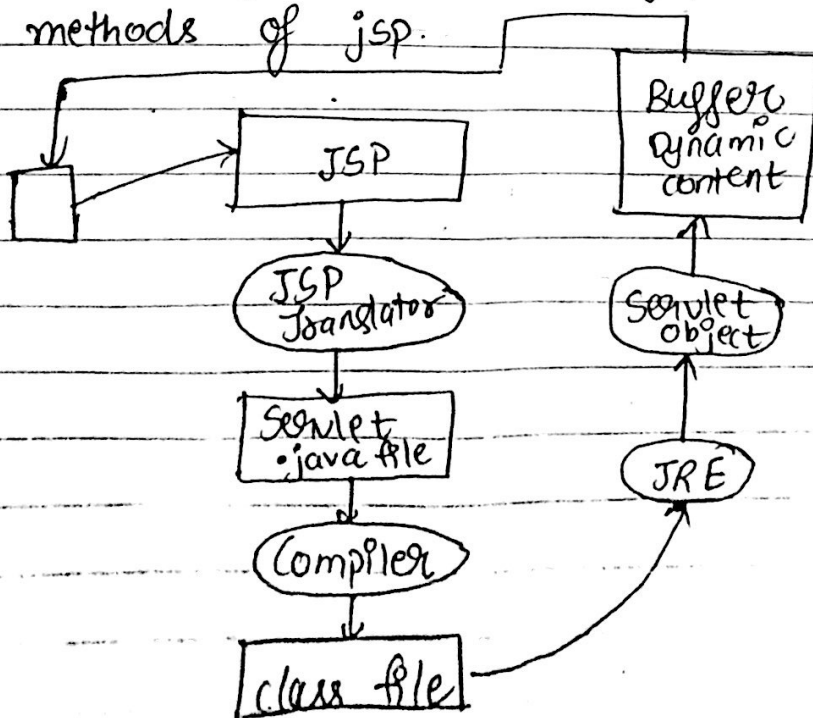 methods of jsp.
JSP
JSP
Translator
Servlet
.java file
Compiler
class file
JRE
Servlet
object
Buffer
Dynamic
content